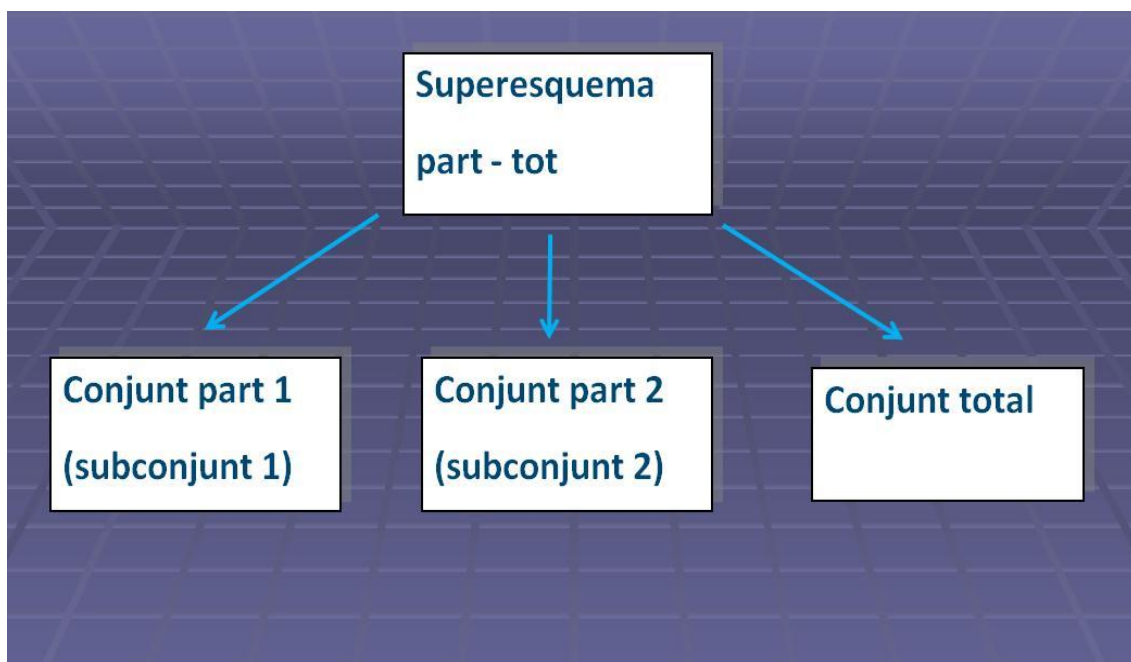 Superesquema
part - tot
Conjunt part 1
(subconjunt 1)
Conjunt part 2
(subconjunt 2)
Conjunt total